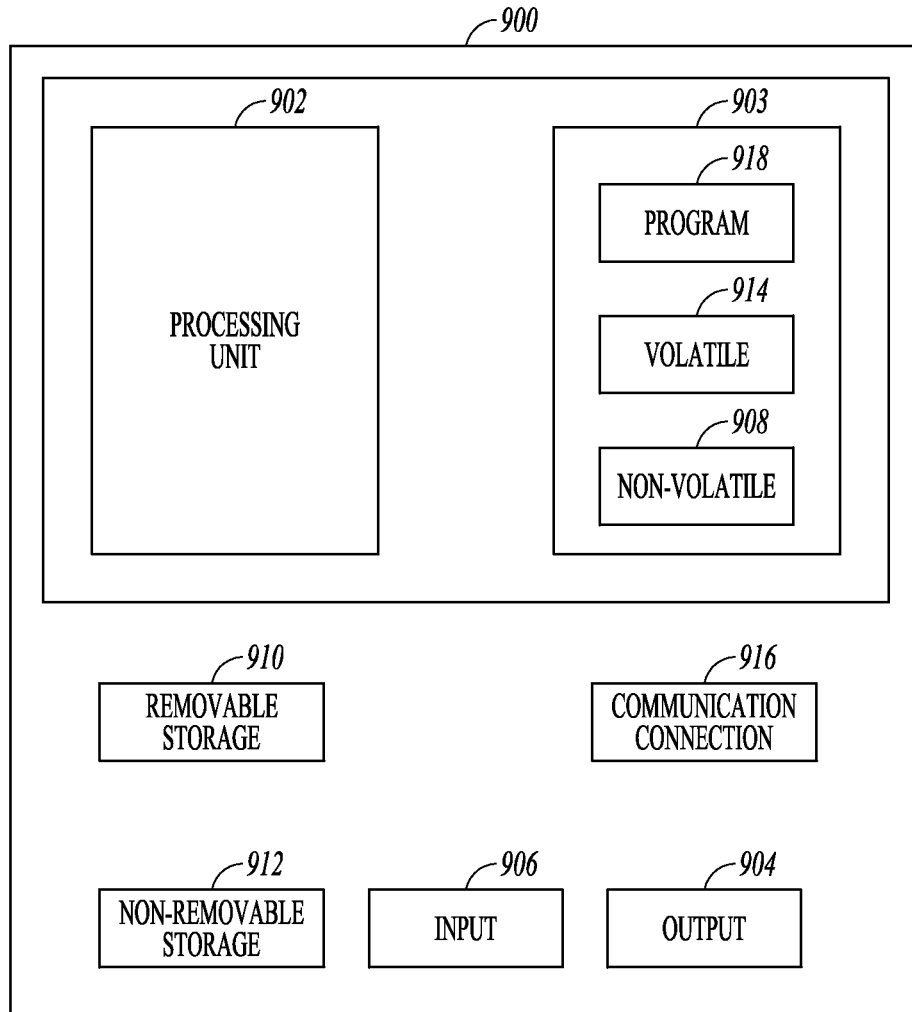 900
902
903
918
PROGRAM
PROCESSING
UNIT
914
VOLATILE
908
NON-VOLATILE
910
REMOVABLE
STORAGE
916
COMMUNICATION
CONNECTION
912
NON-REMOVABLE
STORAGE
906
INPUT
904
OUTPUT